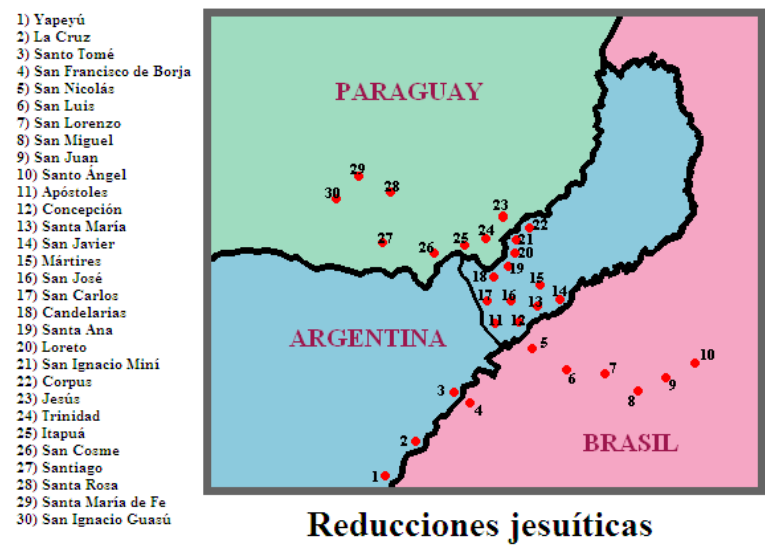 1) Yapeyú
2) La Cruz
3) Santo Tomé
4) San Francisco de Borja
5) San Nicolás
6) San Luis
7) San Lorenzo
8) San Miguel
9) San Juan
10) Santo Ángel
11) Apóstoles
12) Concepción
13) Santa María
14) San Javier
15) Mártires
16) San José
17) San Carlos
18) Candelarias
19) Santa Ana
20) Loreto
21) San Ignacio Miní
22) Corpus
23) Jesús
24) Trinidad
25) Itapuá
26) San Cosme
27) Santiago
28) Santa Rosa
29) Santa María de Fe
30) San Ignacio Guasú
PARAGUAY
29
28
30
23
22
24
21
27
25
26
20
19
18
15
14
17
16
13
11
12
ARGENTINA
5
10
6
7
9
3
8
4
BRASIL
2
1
Reducciones jesuíticas